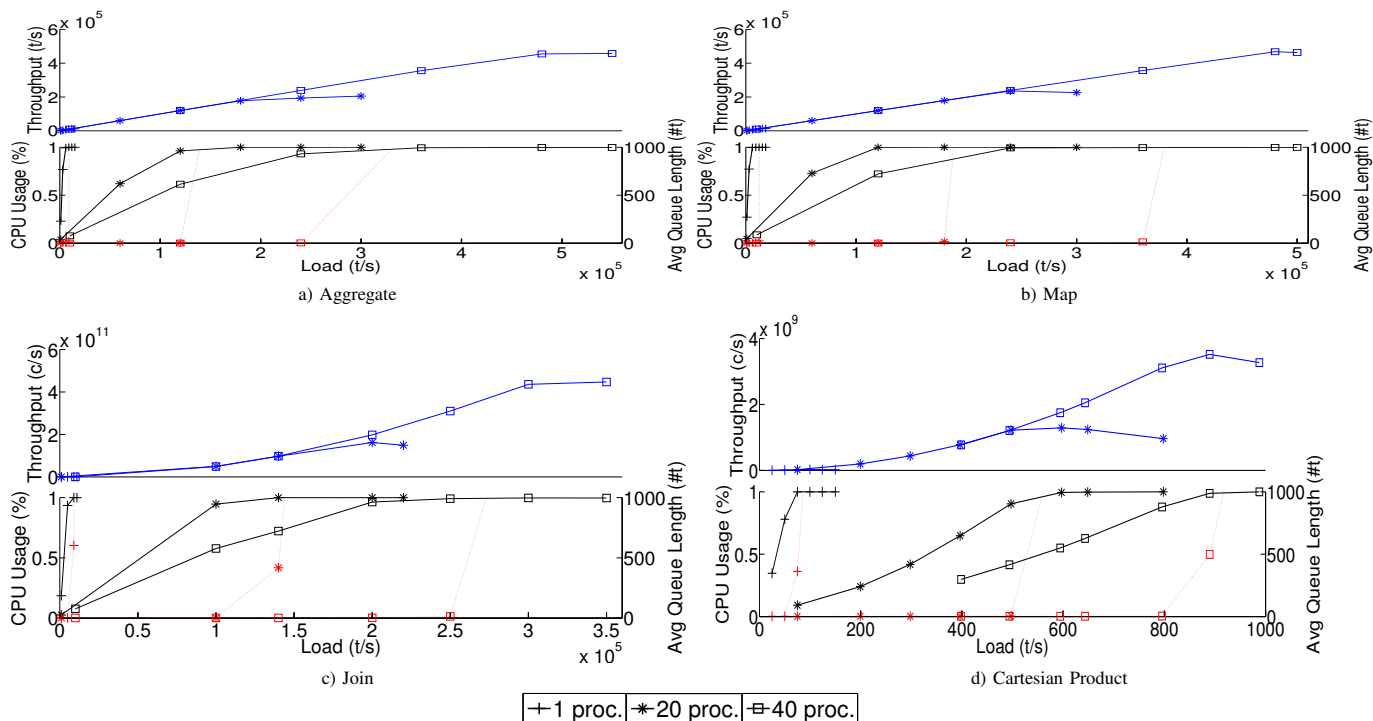 x 10^5
Throughput (t/s)
6
4
2
0
CPU Usage (%)
1
0.5
0
Avg Queue Length (#t)
1000
500
0
0 1 2 3 4 5
Load (t/s)
x 10^5
a) Aggregate
x 10^5
Throughput (t/s)
6
4
2
0
CPU Usage (%)
1
0.5
0
Avg Queue Length (#t)
1000
500
0
0 1 2 3 4 5
Load (t/s)
x 10^5
b) Map
x 10^11
Throughput (c/s)
6
4
2
0
CPU Usage (%)
1
0.5
0
Avg Queue Length (#t)
1000
500
0
0 0.5 1 1.5 2 2.5 3 3.5
Load (t/s)
x 10^5
c) Join
x 10^9
Throughput (c/s)
4
2
0
CPU Usage (%)
1
0.5
0
Avg Queue Length (#t)
1000
500
0
0 200 400 600 800 1000
Load (t/s)
d) Cartesian Product
1 proc. 20 proc. 40 proc.